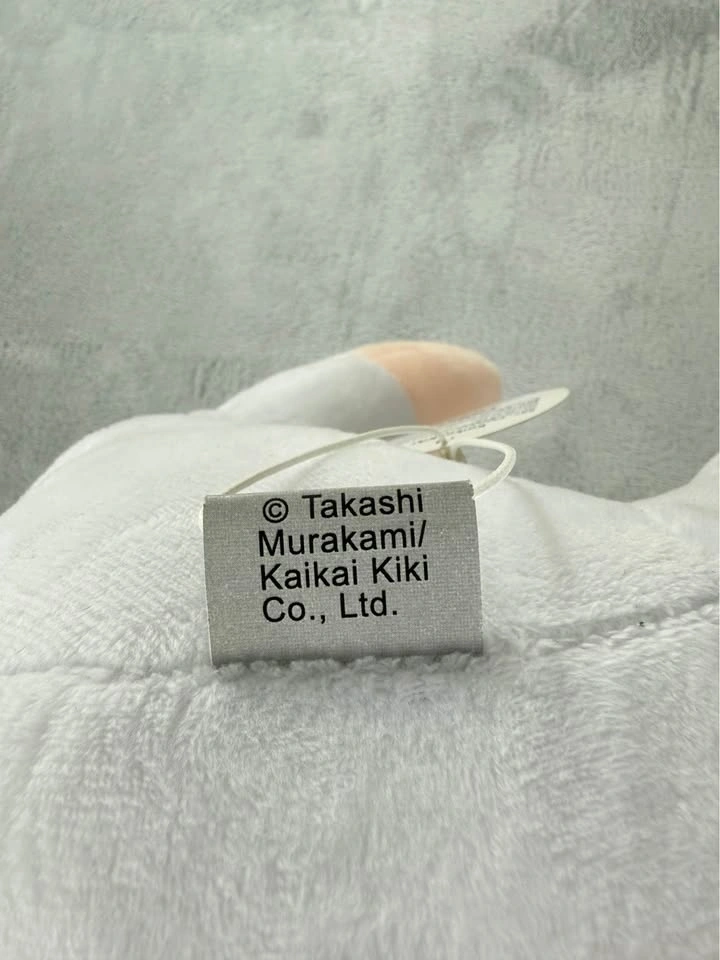 © Takashi
Murakami/
Kaikai Kiki
Co., Ltd.